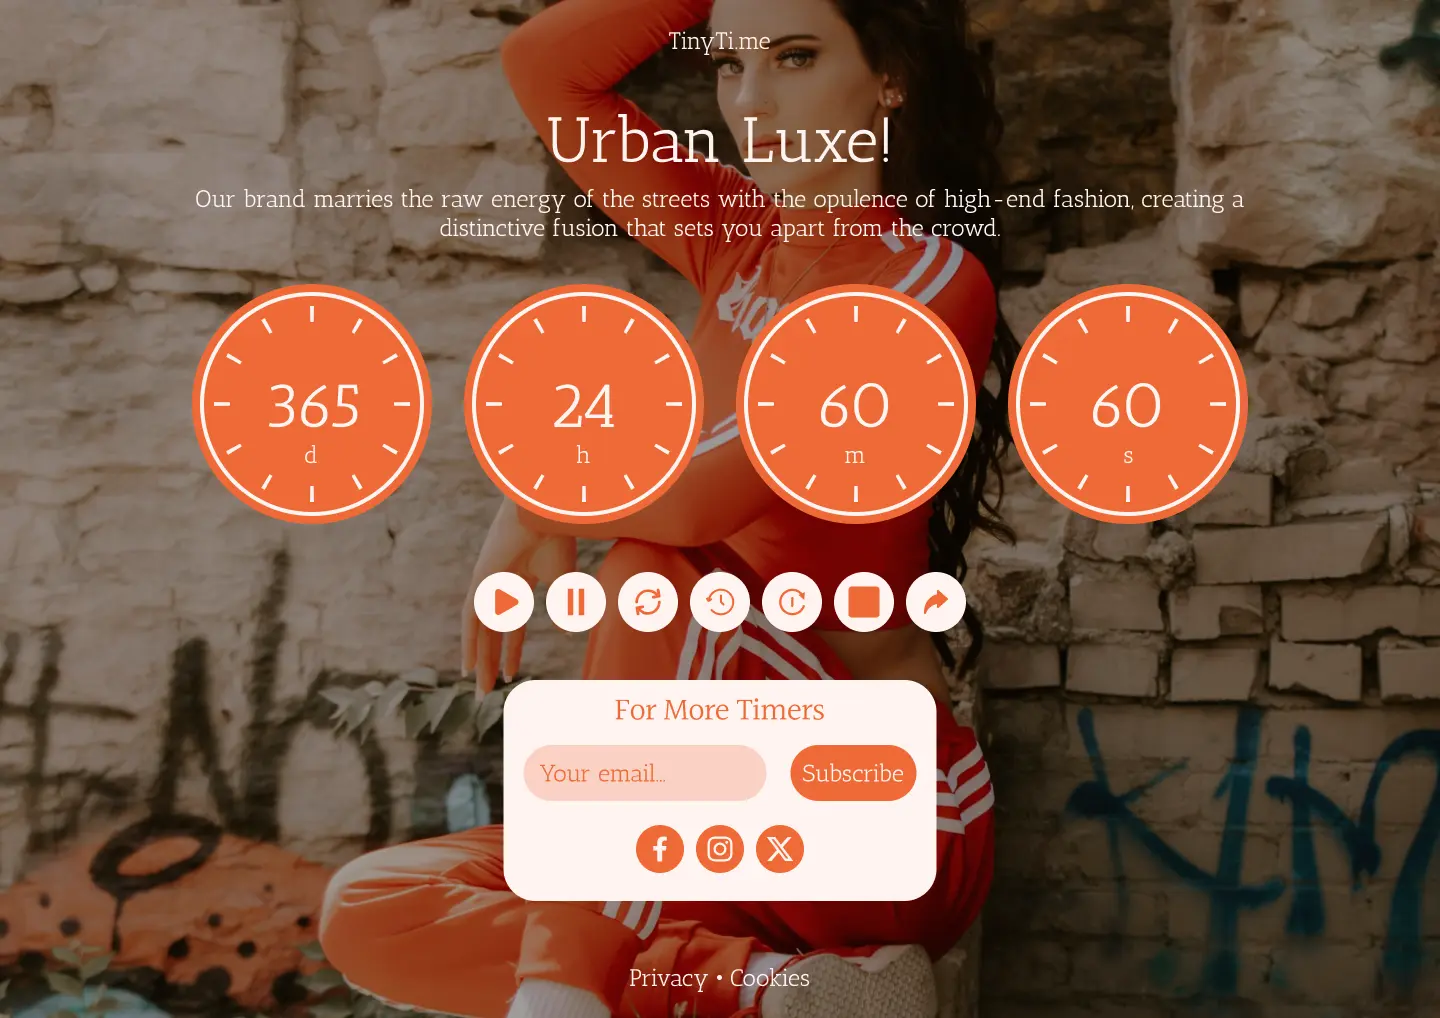 TinyTi.me
Urban Luxe!
Our brand marries the raw energy of the streets with the opulence of high-end fashion, creating a
distinctive fusion that sets you apart from the crowd.
365
d
24
h
60
m
60
s
For More Timers
Your email...
Subscribe
Privacy • Cookies